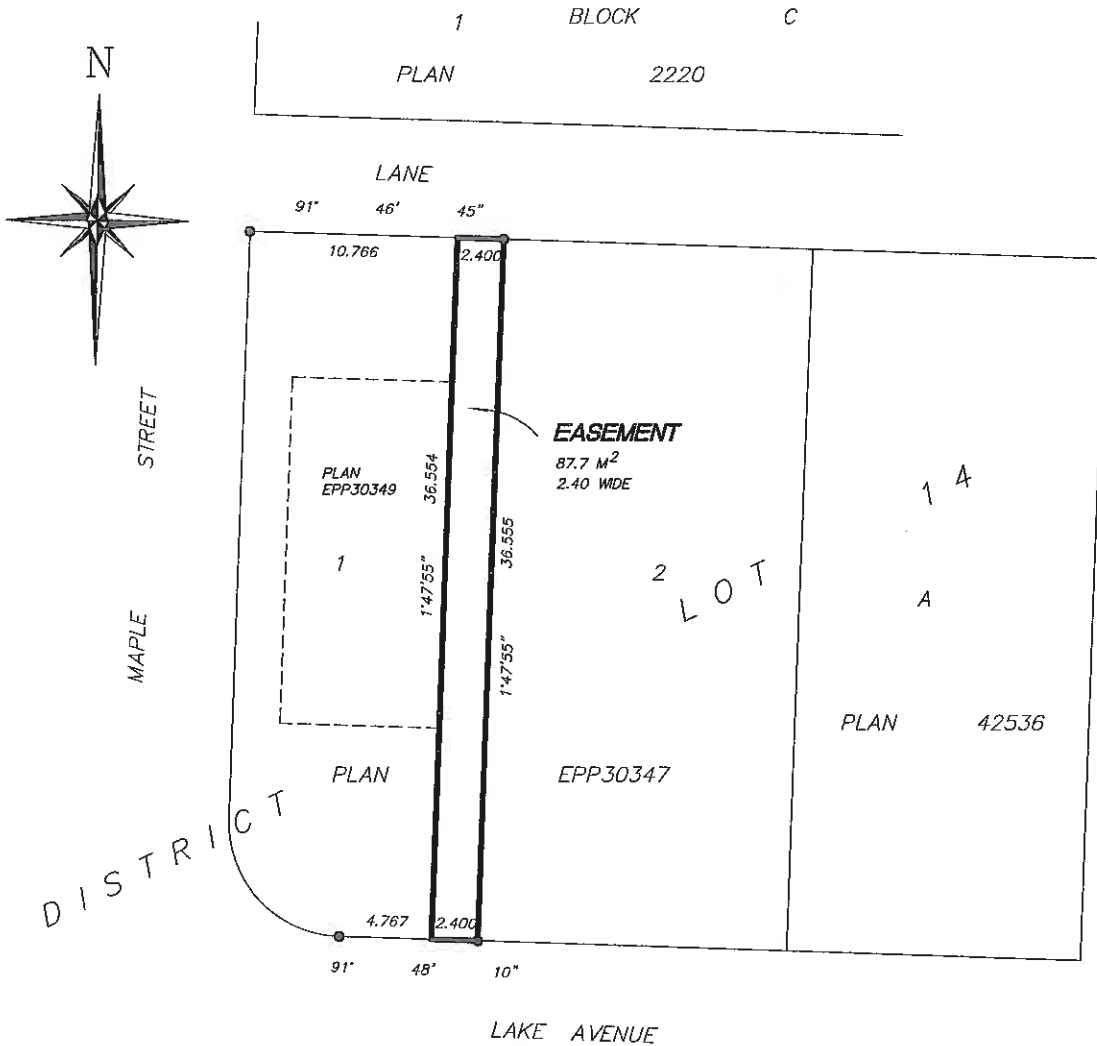 1 BLOCK C
N
PLAN 2220
LANE
91° 46' 45"
10.766 2.400
STREET
MAPLE
EASEMENT
87.7 M2
2.40 WIDE
PLAN
EPP30349
36.554
1°47'55"
36.555
1°47'55"
1
2
LOT 14
A
PLAN 42536
PLAN EPP30347
DISTRICT
4.767 2.400
91° 48' 10"
LAKE AVENUE